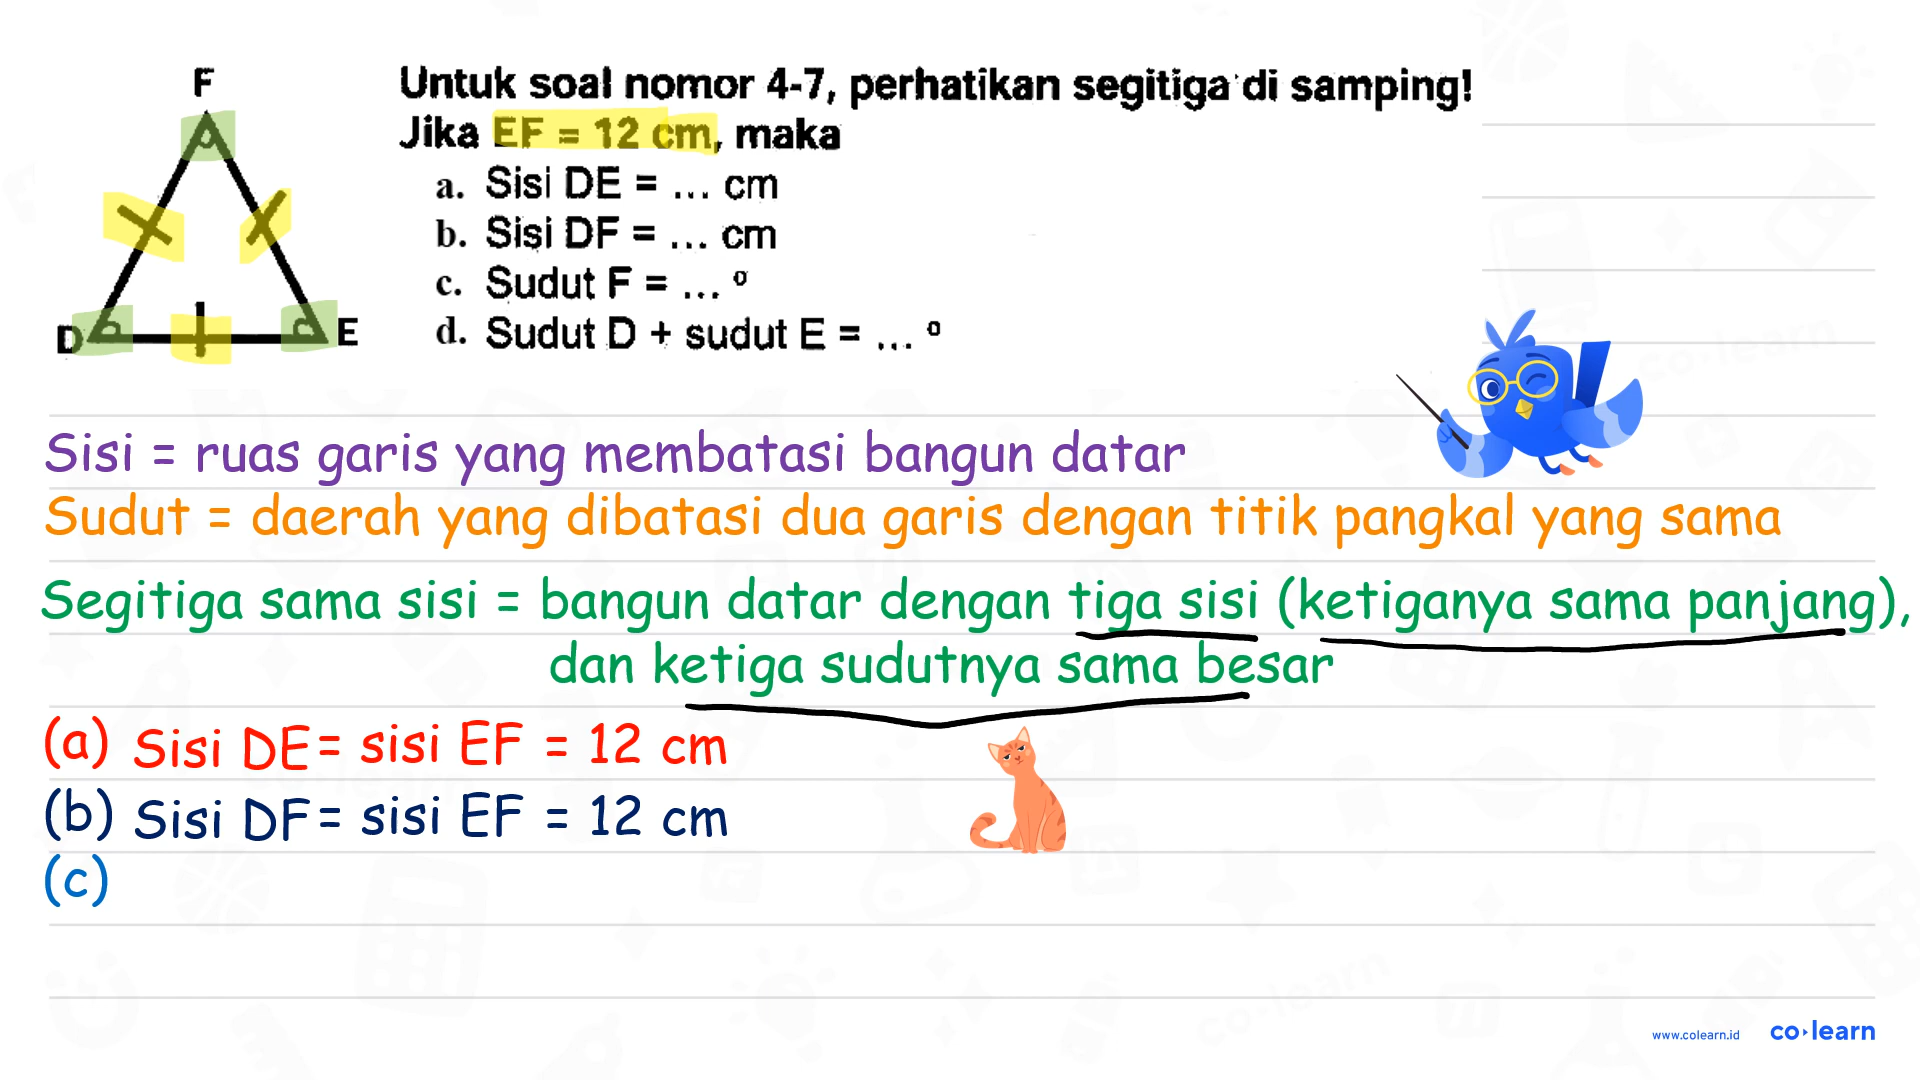 F
D
E
Untuk soal nomor 4-7, perhatikan segitiga di samping!
Jika EF = 12 cm, maka
a. Sisi DE = ... cm
b. Sisi DF = ... cm
c. Sudut F = ... °
d. Sudut D + sudut E = ... °
Sisi = ruas garis yang membatasi bangun datar
Sudut = daerah yang dibatasi dua garis dengan titik pangkal yang sama
Segitiga sama sisi = bangun datar dengan tiga sisi (ketiganya sama panjang),
dan ketiga sudutnya sama besar
(a) Sisi DE = sisi EF = 12 cm
(b) Sisi DF = sisi EF = 12 cm
(c)
www.colearn.id co·learn